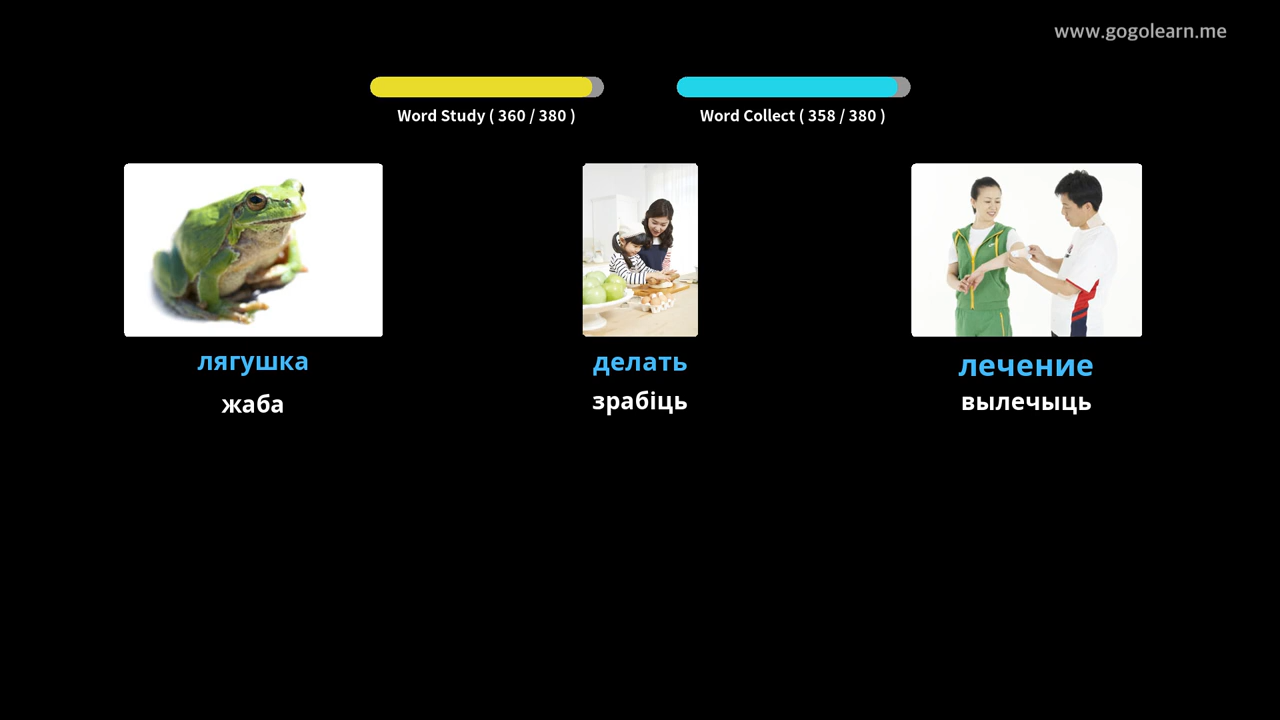 www.gogolearn.me
Word Study ( 360 / 380 )
Word Collect ( 358 / 380 )
лягушка
жаба
делать
зрабіць
лечение
вылечыць